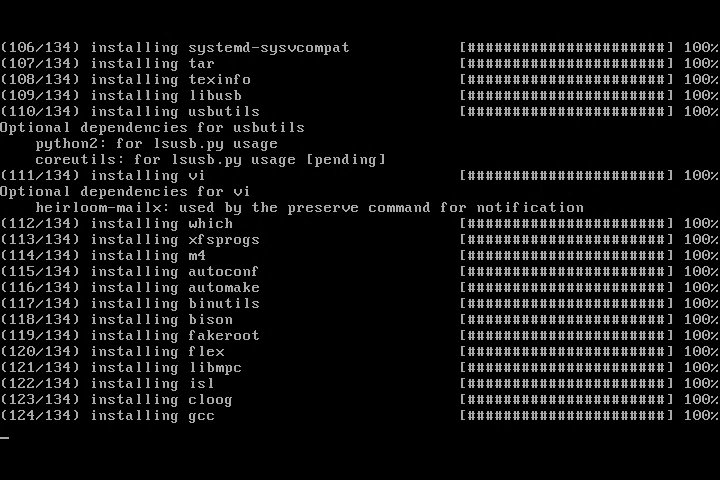 (106/134) installing systemd-sysvcompat [######################] 100%
(107/134) installing tar [######################] 100%
(108/134) installing texinfo [######################] 100%
(109/134) installing libusb [######################] 100%
(110/134) installing usbutils [######################] 100%
Optional dependencies for usbutils
    python2: for lsusb.py usage
    coreutils: for lsusb.py usage [pending]
(111/134) installing vi [######################] 100%
Optional dependencies for vi
    heirloom-mailx: used by the preserve command for notification
(112/134) installing which [######################] 100%
(113/134) installing xfsprogs [######################] 100%
(114/134) installing m4 [######################] 100%
(115/134) installing autoconf [######################] 100%
(116/134) installing automake [######################] 100%
(117/134) installing binutils [######################] 100%
(118/134) installing bison [######################] 100%
(119/134) installing fakeroot [######################] 100%
(120/134) installing flex [######################] 100%
(121/134) installing libmpc [######################] 100%
(122/134) installing isl [######################] 100%
(123/134) installing cloog [######################] 100%
(124/134) installing gcc [######################] 100%
_